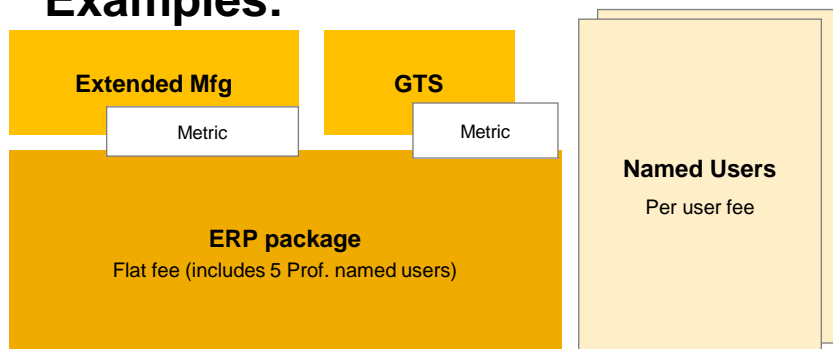 Examples:
Extended Mfg
GTS
Metric
Metric
Named Users
Per user fee
ERP package
Flat fee (includes 5 Prof. named users)